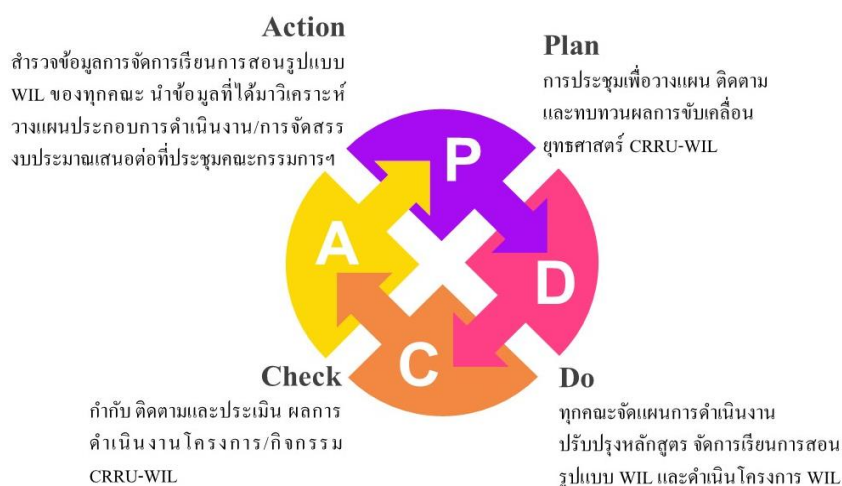 Action
สำรวจข้อมูลการจัดการเรียนการสอนรูปแบบ
WIL ของทุกคณะ นำข้อมูลที่ได้มาวิเคราะห์
วางแผนประกอบการดำเนินงาน/การจัดสรร
งบประมาณเสนอต่อที่ประชุมคณะกรรมการฯ
Plan
การประชุมเพื่อวางแผน ติดตาม
และทบทวนผลการขับเคลื่อน
ยุทธศาสตร์ CRRU-WIL
P
A
D
C
Check
กำกับ ติดตามและประเมิน ผลการ
ดำเนินงานโครงการ/กิจกรรม
CRRU-WIL
Do
ทุกคณะจัดแผนการดำเนินงาน
ปรับปรุงหลักสูตร จัดการเรียนการสอน
รูปแบบ WIL และดำเนินโครงการ WIL